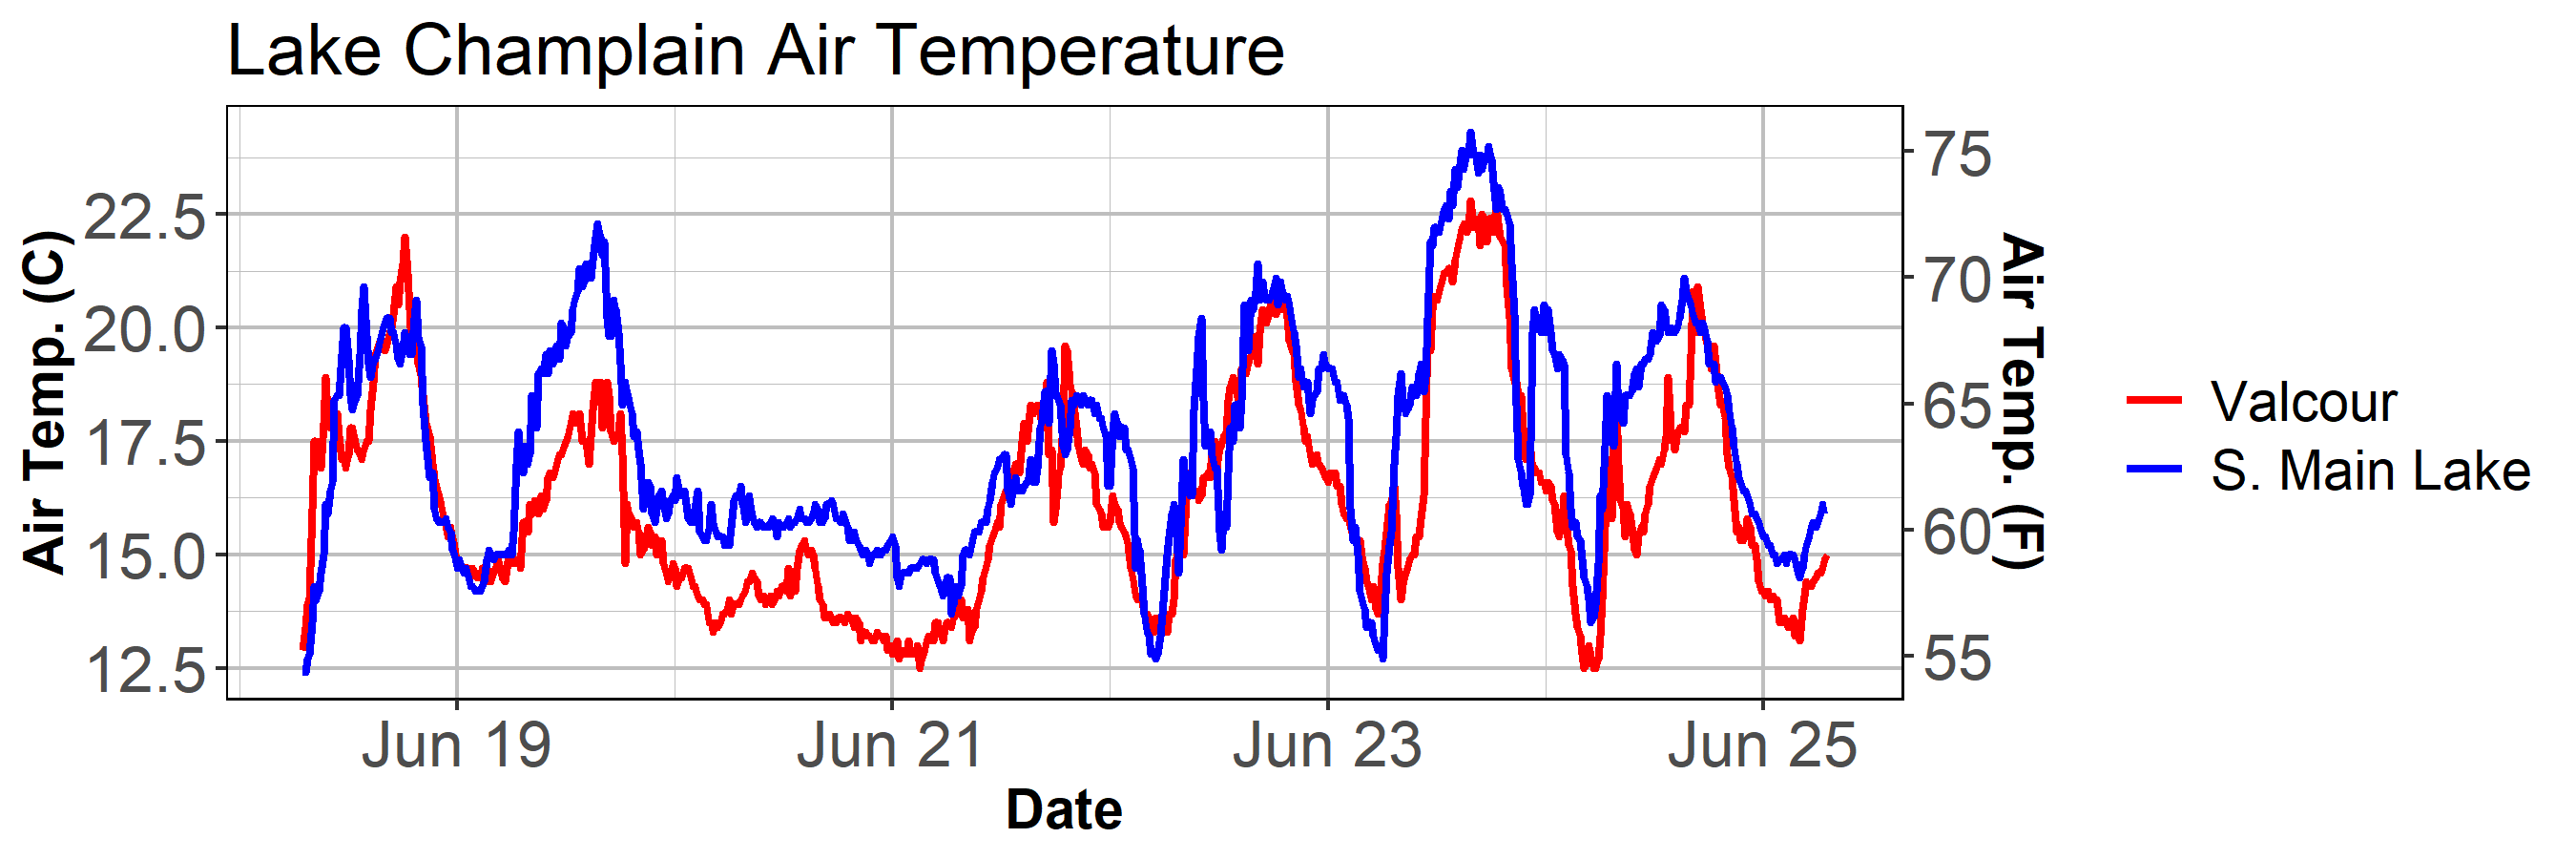 Lake Champlain Air Temperature
Air Temp. (C)
22.5
20.0
17.5
15.0
12.5
75
70
65
60
55
Air Temp. (F)
Jun 19
Jun 21
Jun 23
Jun 25
Date
Valcour
S. Main Lake